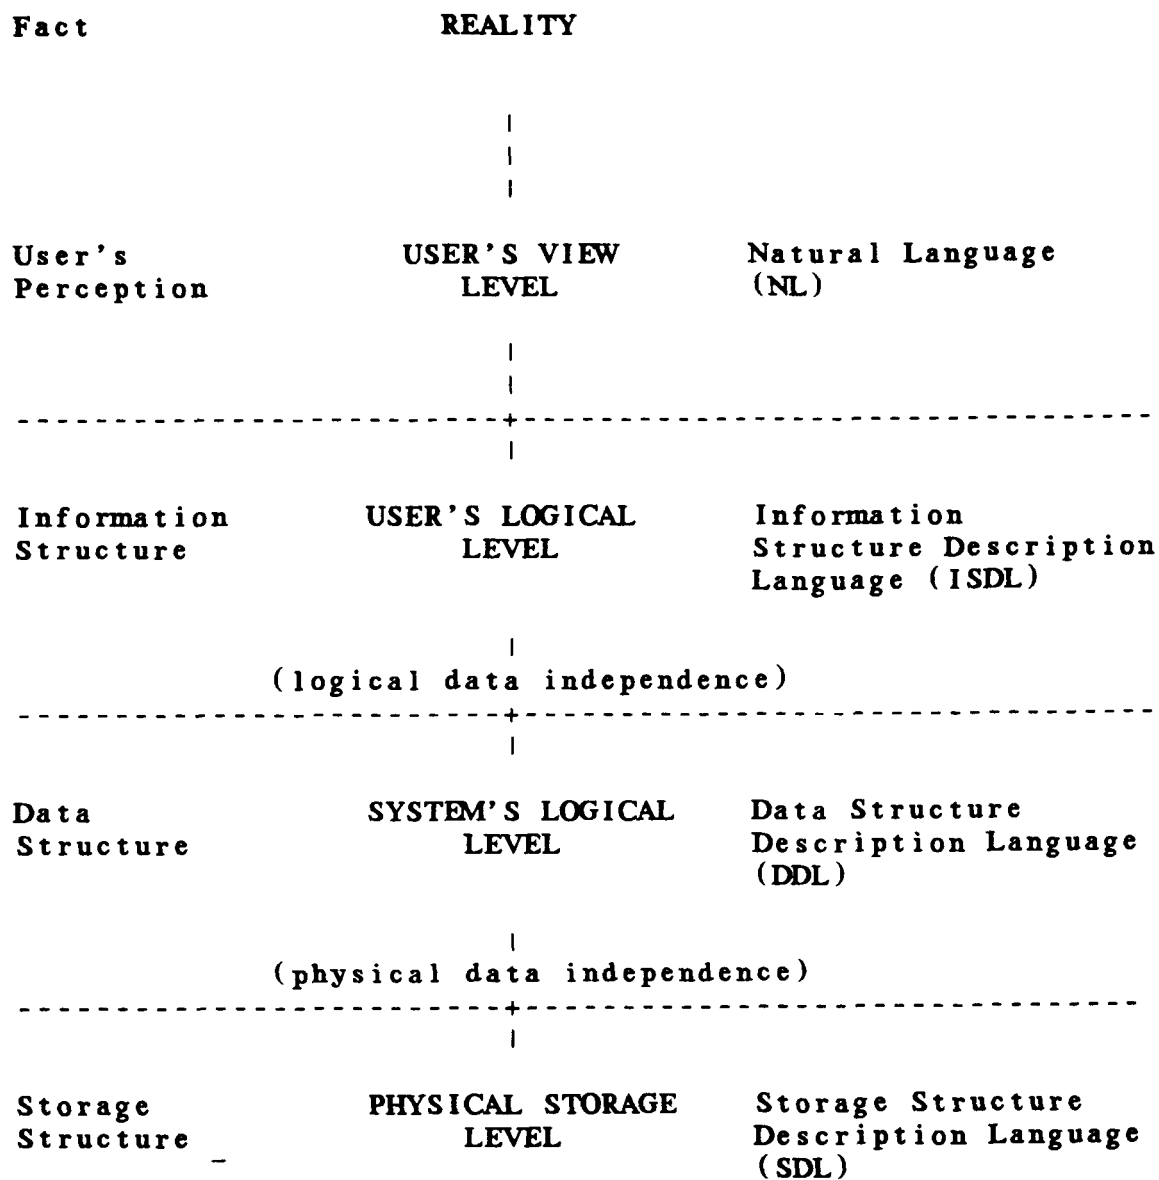 Fact REALITY
User's USER'S VIEW Natural Language
Perception LEVEL (NL)
Information USER'S LOGICAL Information
Structure LEVEL Structure Description
Language (ISDL)
(logical data independence)
Data SYSTEM'S LOGICAL Data Structure
Structure LEVEL Description Language
(DDL)
(physical data independence)
Storage PHYSICAL STORAGE Storage Structure
Structure LEVEL Description Language
(SDL)